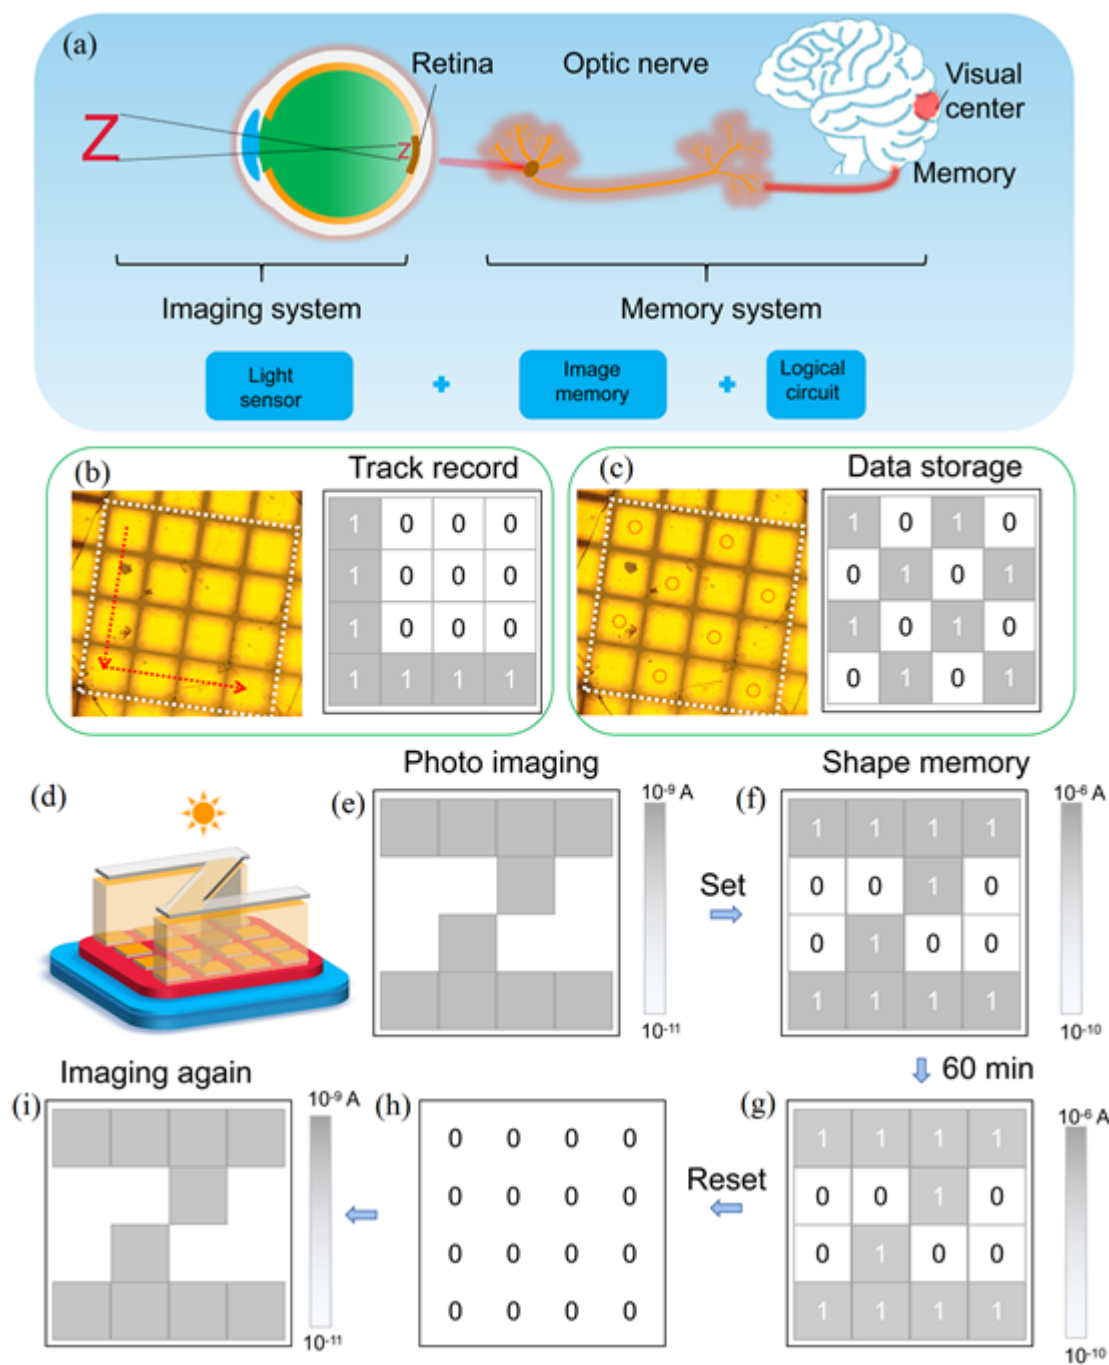 (a)
Retina
Optic nerve
Visual
center
Z
Z
Memory
Imaging system
Memory system
Light
sensor
+
Image
memory
+
Logical
circuit
(b)
Track record
1 0 0 0
1 0 0 0
1 0 0 0
1 1 1 1
(c)
Data storage
1 0 1 0
0 1 0 1
1 0 1 0
0 1 0 1
(d)
Photo imaging
(e)
10⁻⁹ A
10⁻¹¹
Set
Shape memory
(f)
10⁻⁶ A
1 1 1 1
0 0 1 0
0 1 0 0
1 1 1 1
10⁻¹⁰
60 min
(g)
10⁻⁶ A
1 1 1 1
0 0 1 0
0 1 0 0
1 1 1 1
10⁻¹⁰
Reset
(h)
0 0 0 0
0 0 0 0
0 0 0 0
0 0 0 0
Imaging again
(i)
10⁻⁹ A
10⁻¹¹